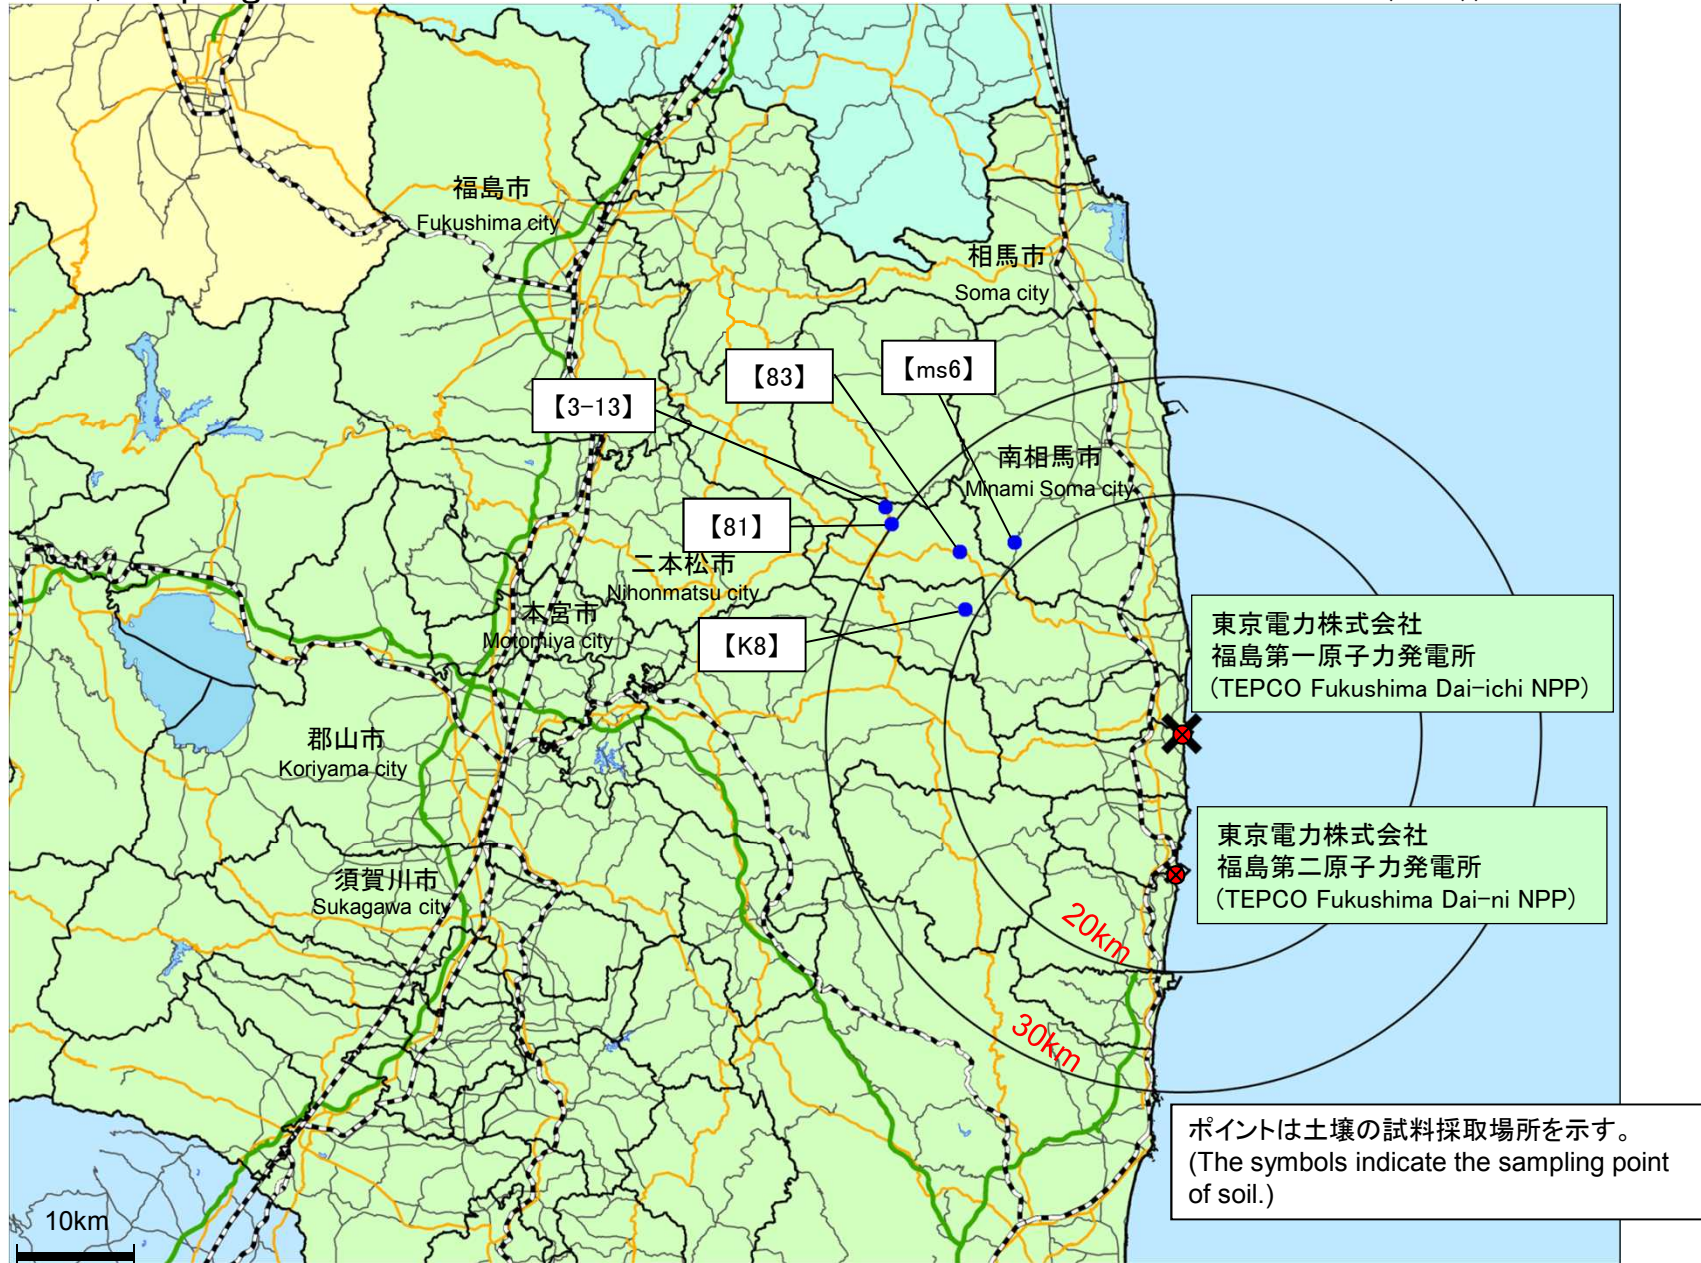 福島市
Fukushima city
相馬市
Soma city
【83】
【ms6】
【3-13】
南相馬市
Minami Soma city
【81】
二本松市
Nihonmatsu city
本宮市
Motomiya city
【K8】
東京電力株式会社
福島第一原子力発電所
(TEPCO Fukushima Dai-ichi NPP)
郡山市
Koriyama city
東京電力株式会社
福島第二原子力発電所
(TEPCO Fukushima Dai-ni NPP)
須賀川市
Sukagawa city
20km
30km
ポイントは土壌の試料採取場所を示す。
(The symbols indicate the sampling point
of soil.)
10km